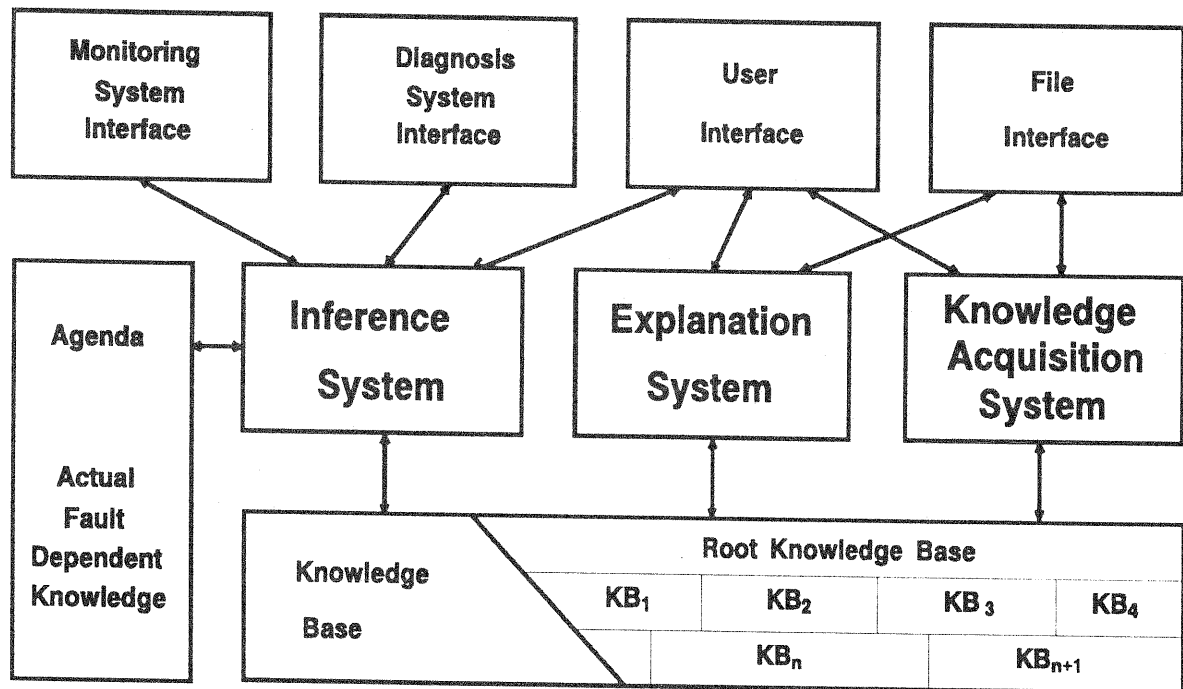 Monitoring
System
Interface
Diagnosis
System
Interface
User
Interface
File
Interface
Agenda
Actual
Fault
Dependent
Knowledge
Inference
System
Explanation
System
Knowledge
Acquisition
System
Knowledge
Base
Root Knowledge Base
KB₁
KB₂
KB₃
KB₄
KBₙ
KBₙ₊₁